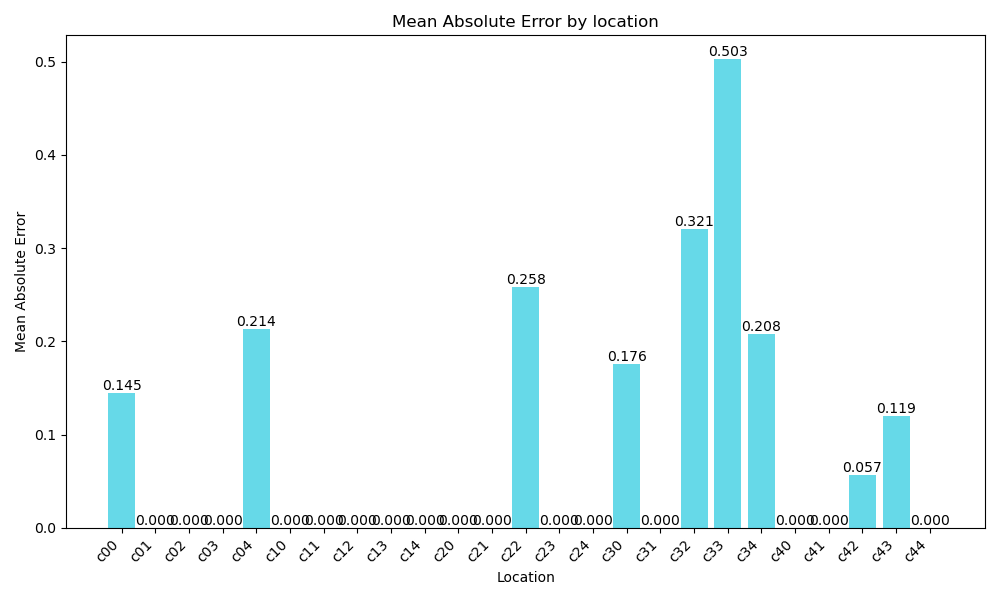 Mean Absolute Error by location
Mean Absolute Error
0.5
0.4
0.3
0.2
0.1
0.0
0.145
0.000
0.000
0.000
0.214
0.000
0.000
0.000
0.000
0.000
0.000
0.000
0.258
0.000
0.000
0.176
0.000
0.321
0.503
0.208
0.000
0.000
0.057
0.119
0.000
c00
c01
c02
c03
c04
c10
c11
c12
c13
c14
c20
c21
c22
c23
c24
c30
c31
c32
c33
c34
c40
c41
c42
c43
c44
Location